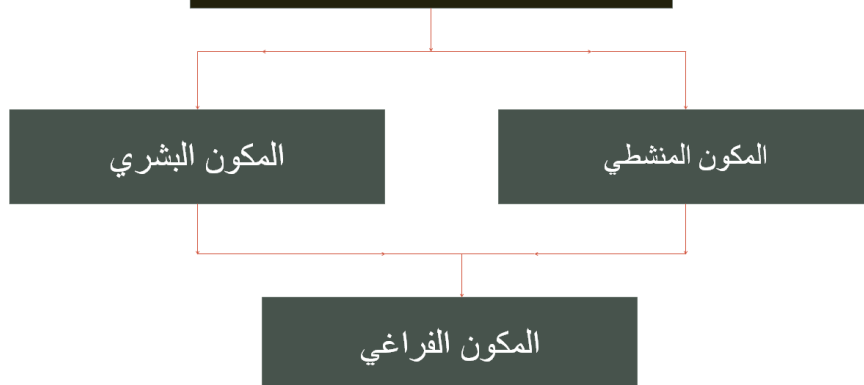 المكون المنشطي
المكون البشري
المكون الفراغي